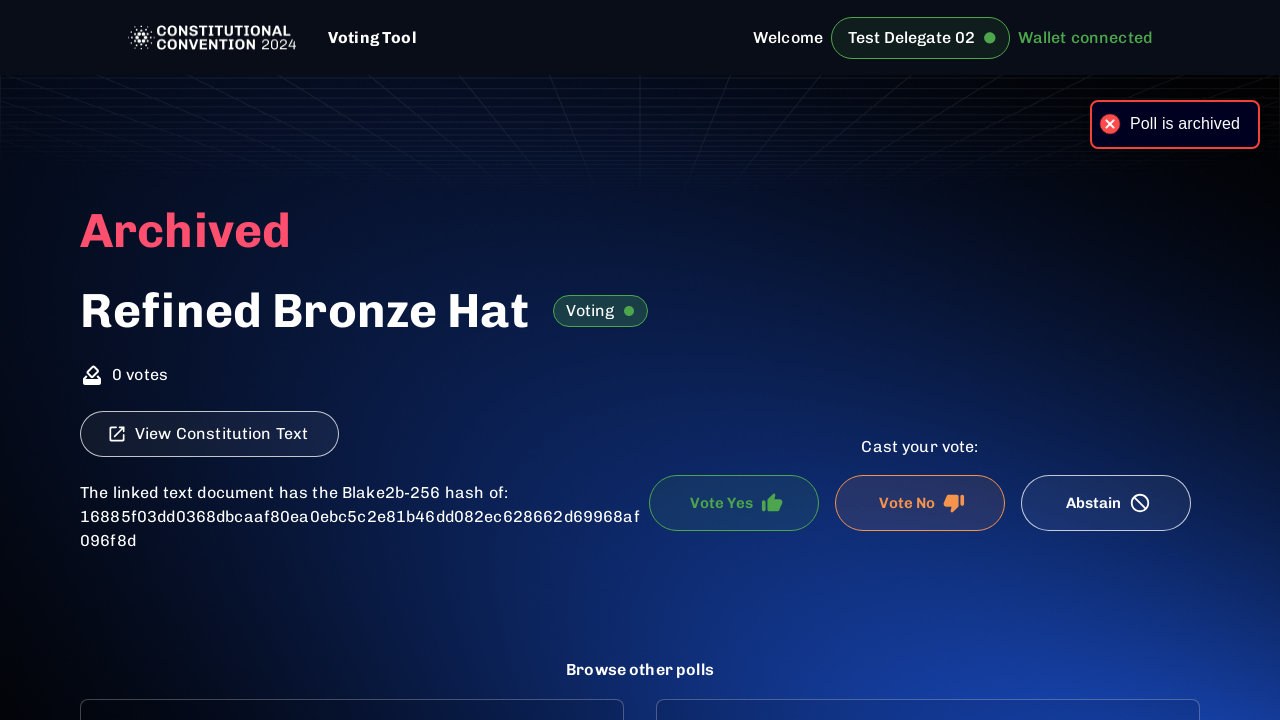 CONSTITUTIONAL
CONVENTION 2024
Voting Tool
Welcome
Test Delegate 02
Wallet connected
Poll is archived
Archived
Refined Bronze Hat
Voting
0 votes
View Constitution Text
The linked text document has the Blake2b-256 hash of:
16885f03dd0368dbcaaf80ea0ebc5c2e81b46dd082ec628662d69968af
096f8d
Cast your vote:
Vote Yes
Vote No
Abstain
Browse other polls